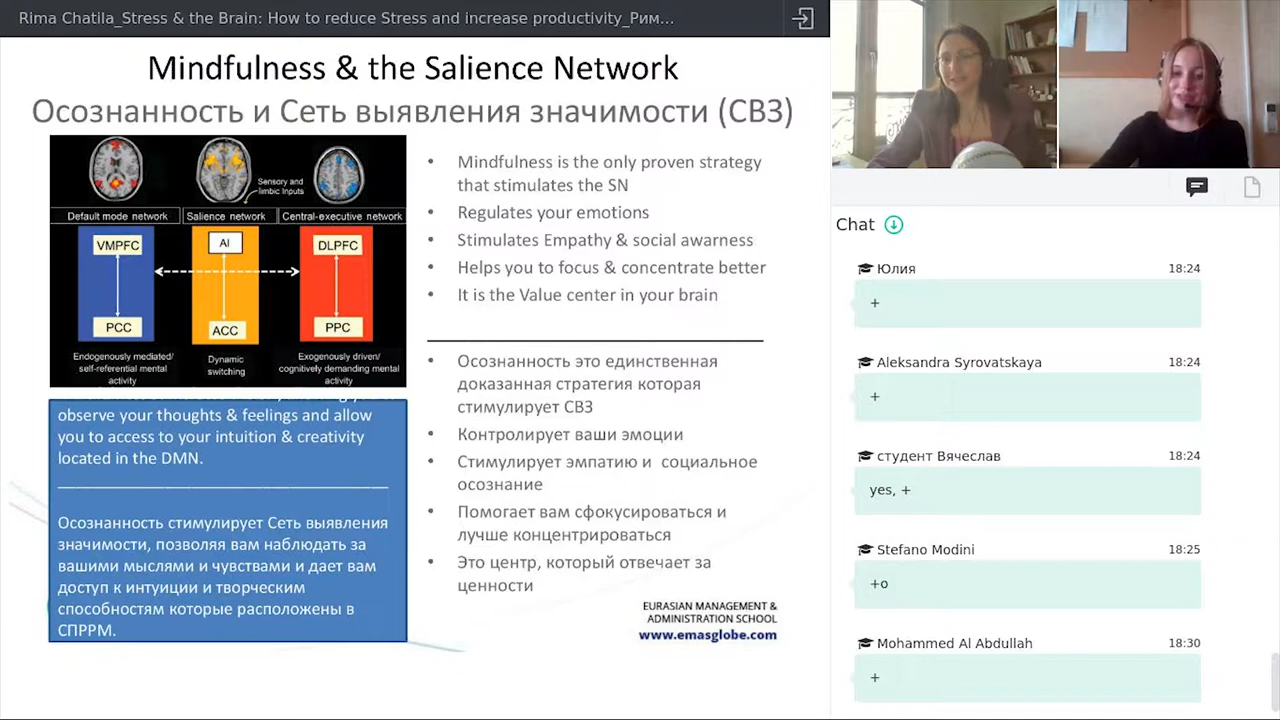 Rima Chatila_Stress & the Brain: How to reduce Stress and increase productivity_Рим...
Mindfulness & the Salience Network
Осознанность и Сеть выявления значимости (СВЗ)
Sensory and
limbic Inputs
Default mode network
Salience network
Central-executive network
VMPFC
AI
DLPFC
PCC
ACC
PPC
Endogenously mediated/
self-referential mental
activity
Dynamic
switching
Exogenously driven/
cognitively demanding mental
activity
observe your thoughts & feelings and allow
you to access to your intuition & creativity
located in the DMN.
Осознанность стимулирует Сеть выявления
значимости, позволяя вам наблюдать за
вашими мыслями и чувствами и дает вам
доступ к интуиции и творческим
способностям которые расположены в
СПРРМ.
• Mindfulness is the only proven strategy
that stimulates the SN
• Regulates your emotions
• Stimulates Empathy & social awarness
• Helps you to focus & concentrate better
• It is the Value center in your brain
• Осознанность это единственная
доказанная стратегия которая
стимулирует СВЗ
• Контролирует ваши эмоции
• Стимулирует эмпатию и социальное
осознание
• Помогает вам сфокусироваться и
лучше концентрироваться
• Это центр, который отвечает за
ценности
EURASIAN MANAGEMENT &
ADMINISTRATION SCHOOL
www.emasglobe.com
Chat
Юлия 18:24
+
Aleksandra Syrovatskaya 18:24
+
студент Вячеслав 18:24
yes, +
Stefano Modini 18:25
+o
Mohammed Al Abdullah 18:30
+